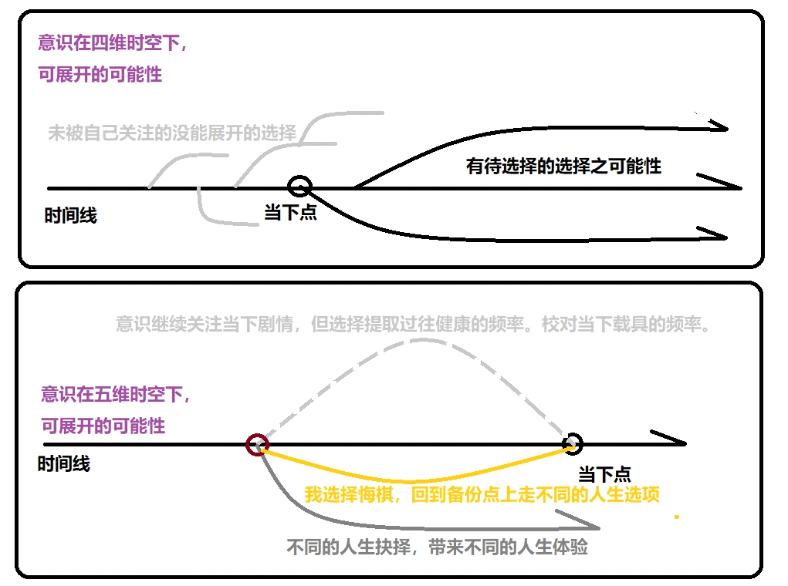 意识在四维时空下，
可展开的可能性
未被自己关注的没能展开的选择
有待选择的选择之可能性
时间线
当下点
意识继续关注当下剧情，但选择提取过往健康的频率。校对当下载具的频率。
意识在五维时空下，
可展开的可能性
时间线
当下点
我选择悔棋，回到备份点上走不同的人生选项
不同的人生抉择，带来不同的人生体验